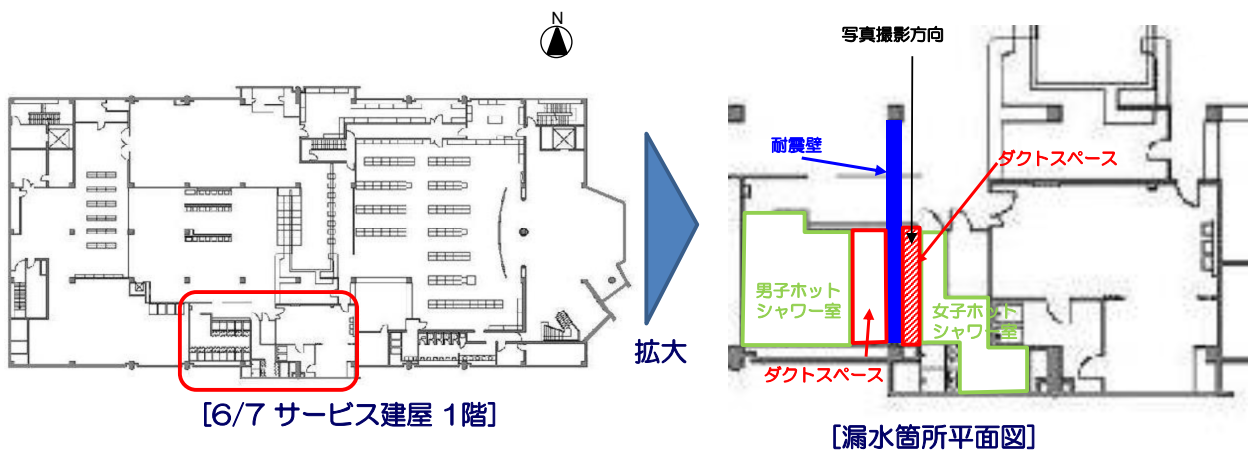 N
写真撮影方向
耐震壁
ダクトスペース
男子ホット
シャワー室
女子ホット
シャワー室
拡大
ダクトスペース
[6/7 サービス建屋 1階]
[漏水箇所平面図]